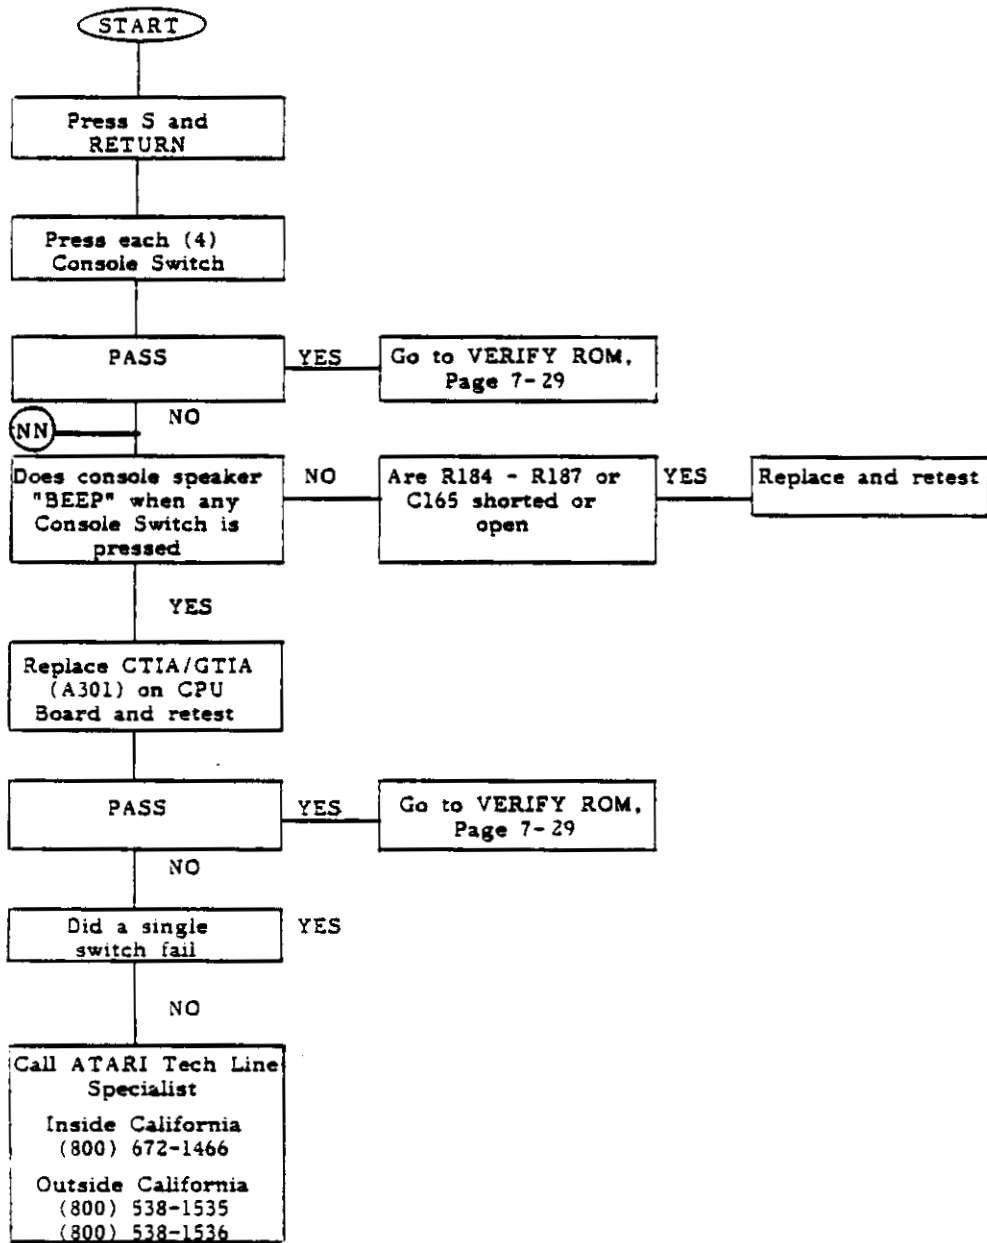 START
Press S and
RETURN
Press each (4)
Console Switch
PASS
YES
Go to VERIFY ROM,
Page 7-29
NO
NN
Does console speaker
"BEEP" when any
Console Switch is
pressed
NO
Are R184 - R187 or
C165 shorted or
open
YES
Replace and retest
YES
Replace CTIA/GTIA
(A301) on CPU
Board and retest
PASS
YES
Go to VERIFY ROM,
Page 7-29
NO
Did a single
switch fail
YES
NO
Call ATARI Tech Line
Specialist
Inside California
(800) 672-1466
Outside California
(800) 538-1535
(800) 538-1536